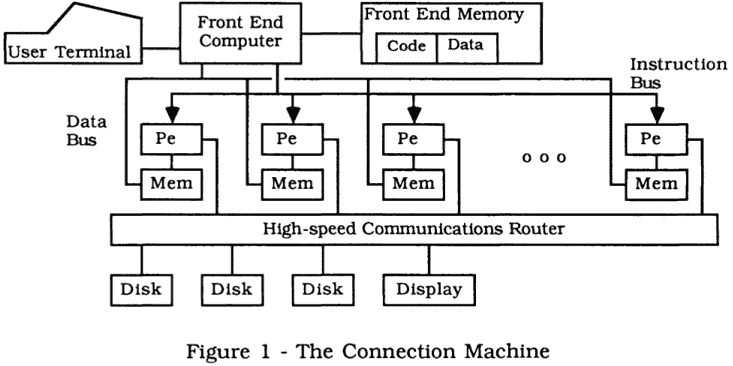 Front End
Computer
Front End Memory
Code
Data
User Terminal
Instruction
Bus
Data
Bus
Pe
Pe
Pe
Pe
o o o
Mem
Mem
Mem
Mem
High-speed Communications Router
Disk
Disk
Disk
Display
Figure 1 - The Connection Machine